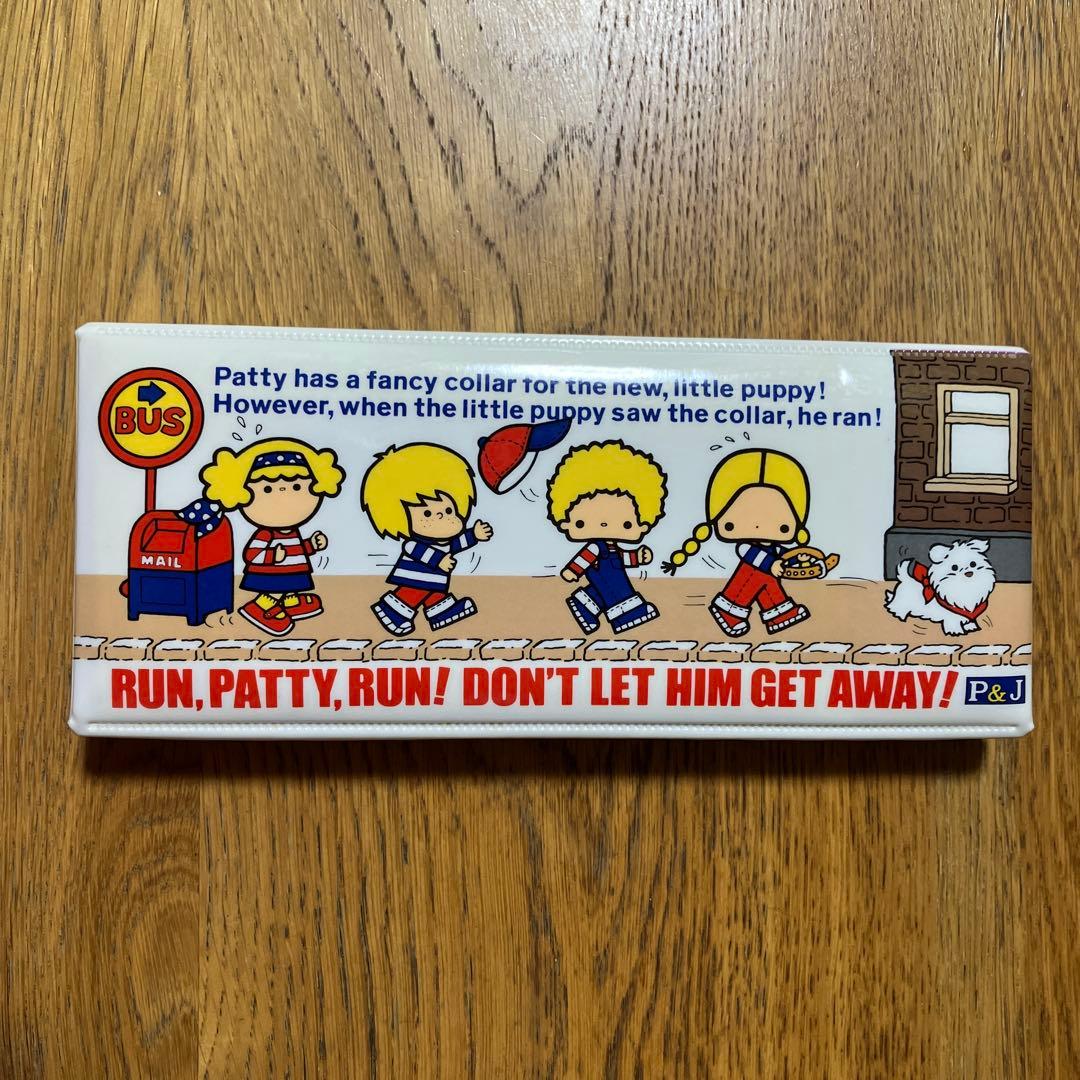 Patty has a fancy collar for the new, little puppy!
However, when the little puppy saw the collar, he ran!
BUS
MAIL
RUN, PATTY, RUN! DON'T LET HIM GET AWAY!
P&J